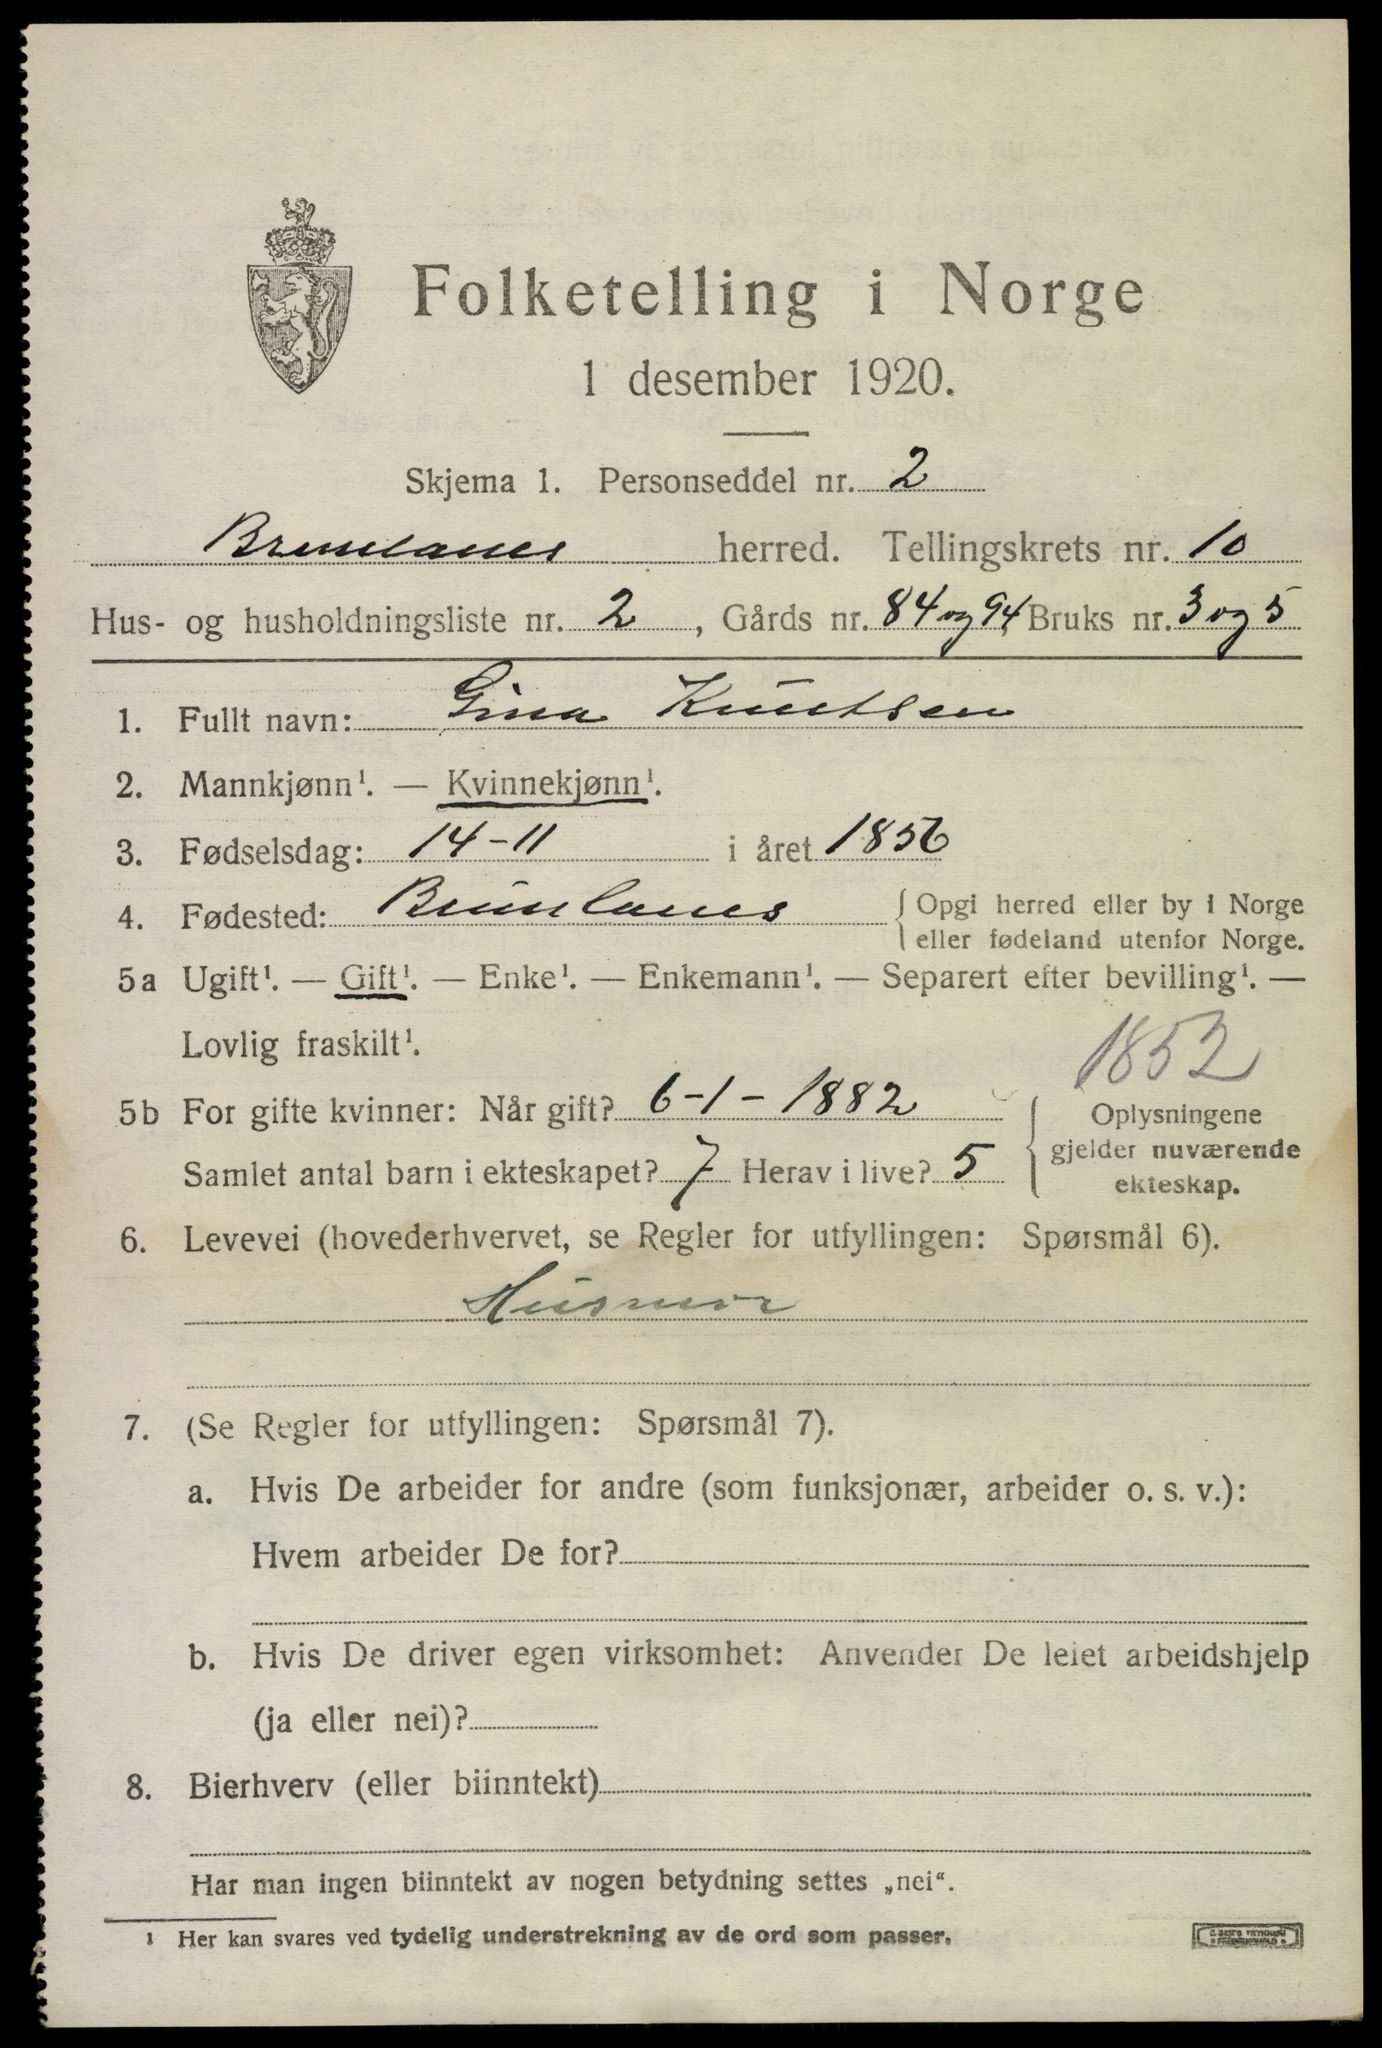 Folketelling i Norge
1 desember 1920.
Skjema 1. Personseddel nr. 2
Brunlanes herred. Tellingskrets nr. 10
Hus- og husholdningsliste nr. 2, Gårds nr. 84 og 94 Bruks nr. 3 og 5
1. Fullt navn: Gina Knutsen
2. Mannkjønn¹. — Kvinnekjønn¹.
3. Fødselsdag: 14-11 i året 1856
4. Fødested: Brunlanes { Opgi herred eller by i Norge
eller fødeland utenfor Norge.
5a Ugift¹. — Gift¹. — Enke¹. — Enkemann¹. — Separert efter bevilling¹. —
Lovlig fraskilt¹.
1852
5b For gifte kvinner: Når gift? 6-1-1882
Samlet antal barn i ekteskapet? 7 Herav i live? 5
Oplysningene
gjelder nuværende
ekteskap.
6. Levevei (hovederhvervet, se Regler for utfyllingen: Spørsmål 6).
Husmor
7. (Se Regler for utfyllingen: Spørsmål 7).
a. Hvis De arbeider for andre (som funksjonær, arbeider o. s. v.):
Hvem arbeider De for?
b. Hvis De driver egen virksomhet: Anvender De leiet arbeidshjelp
(ja eller nei)?
8. Bierhverv (eller biinntekt)
Har man ingen biinntekt av nogen betydning settes „nei“.
¹ Her kan svares ved tydelig understrekning av de ord som passer.